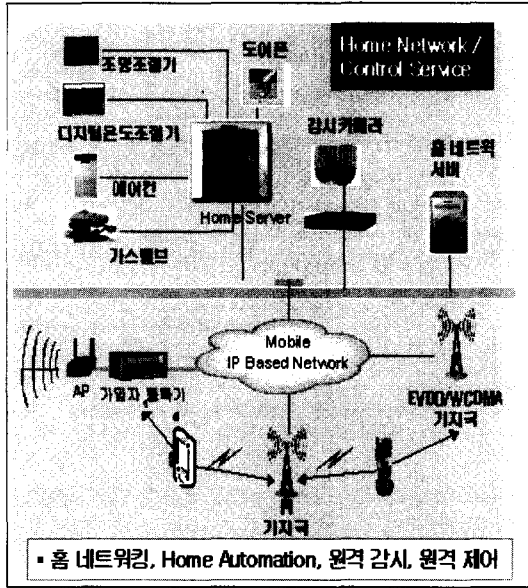 Home Network /
Control Service
조명조절기
도어폰
디지털온도조절기
감시카메라
홈 네트웍
서버
에어컨
Home Server
가스밸브
Mobile
IP Based Network
AP
가입자 통확기
EVDO/WCDMA
기지국
기지국
▪ 홈 네트워킹, Home Automation, 원격 감시, 원격 제어